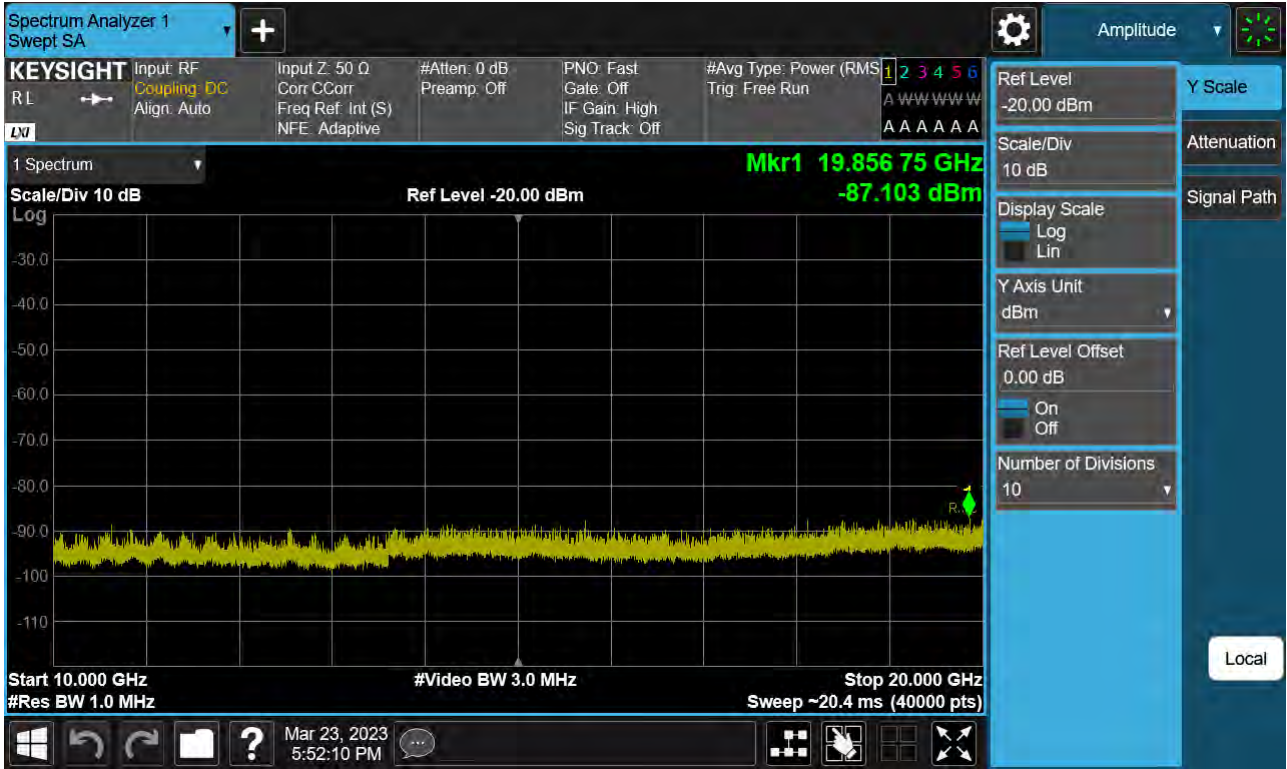 Spectrum Analyzer 1
Swept SA
Amplitude
KEYSIGHT
R L
LXI
Input: RF
Coupling: DC
Align: Auto
Input Z: 50 Ω
Corr CCorr
Freq Ref: Int (S)
NFE: Adaptive
#Atten: 0 dB
Preamp: Off
PNO: Fast
Gate: Off
IF Gain: High
Sig Track: Off
#Avg Type: Power (RMS
Trig: Free Run
1 2 3 4 5 6
A W W W W W
A A A A A A
1 Spectrum
Mkr1 19.856 75 GHz
-87.103 dBm
Scale/Div 10 dB
Ref Level -20.00 dBm
Log
-30.0
-40.0
-50.0
-60.0
-70.0
-80.0
-90.0
-100
-110
Start 10.000 GHz
#Video BW 3.0 MHz
Stop 20.000 GHz
#Res BW 1.0 MHz
Sweep ~20.4 ms (40000 pts)
Mar 23, 2023
5:52:10 PM
Ref Level
-20.00 dBm
Scale/Div
10 dB
Display Scale
Log
Lin
Y Axis Unit
dBm
Ref Level Offset
0.00 dB
On
Off
Number of Divisions
10
Y Scale
Attenuation
Signal Path
Local